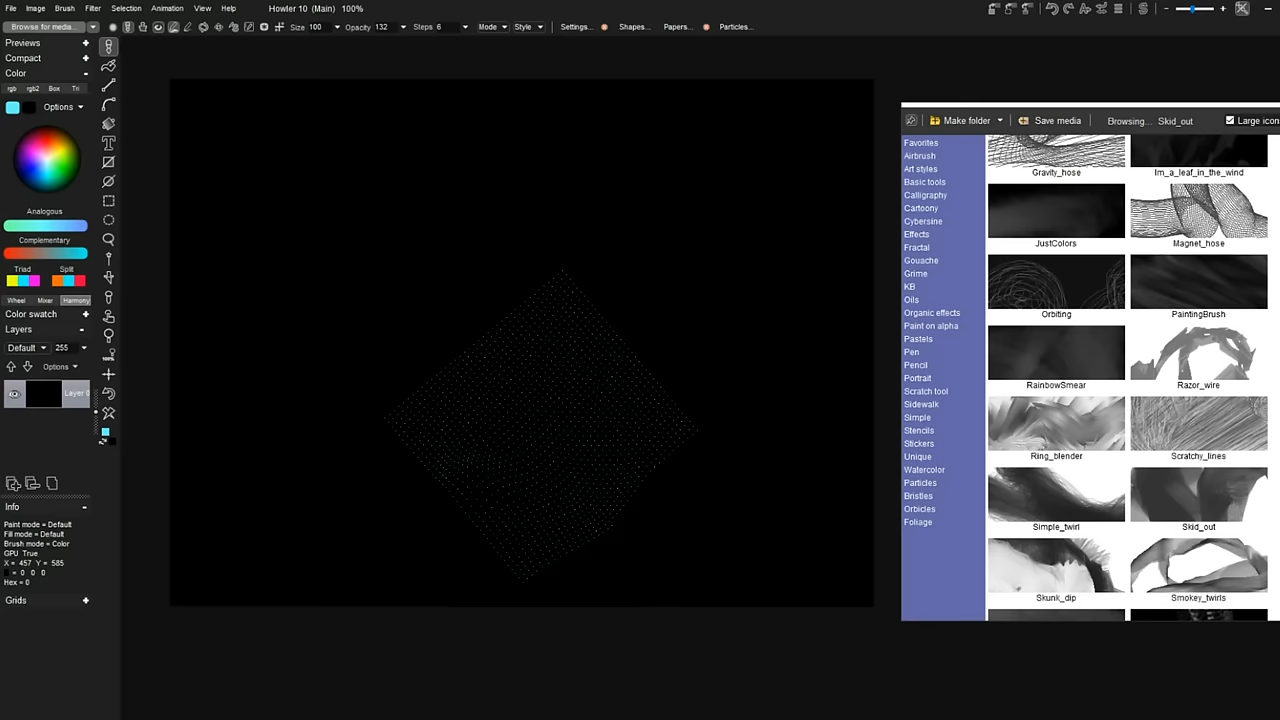 File Image Brush Filter Selection Animation View Help Howler 10 (Main) 100%
Browse for media... Size 100 Opacity 132 Steps 6 Mode Style Settings... Shapes... Papers... Particles...
Previews +
Compact +
Color -
rgb rgb2 Box Tri
Options
Analogous
Complementary
Triad Split
Wheel Mixer Harmony
Color swatch +
Layers -
Default 255
Options
Layer 0
100%
Info -
Paint mode = Default
Fill mode = Default
Brush mode = Color
GPU True
X = 457 Y = 585
= 0 0 0
Hex = 0
Grids +
Make folder Save media Browsing... Skid_out Large icon
Favorites
Airbrush
Art styles
Basic tools
Calligraphy
Cartoony
Cybersine
Effects
Fractal
Gouache
Grime
KB
Oils
Organic effects
Paint on alpha
Pastels
Pen
Pencil
Portrait
Scratch tool
Sidewalk
Simple
Stencils
Stickers
Unique
Watercolor
Particles
Bristles
Orbicles
Foliage
Gravity_hose Im_a_leaf_in_the_wind
JustColors Magnet_hose
Orbiting PaintingBrush
RainbowSmear Razor_wire
Ring_blender Scratchy_lines
Simple_twirl Skid_out
Skunk_dip Smokey_twirls